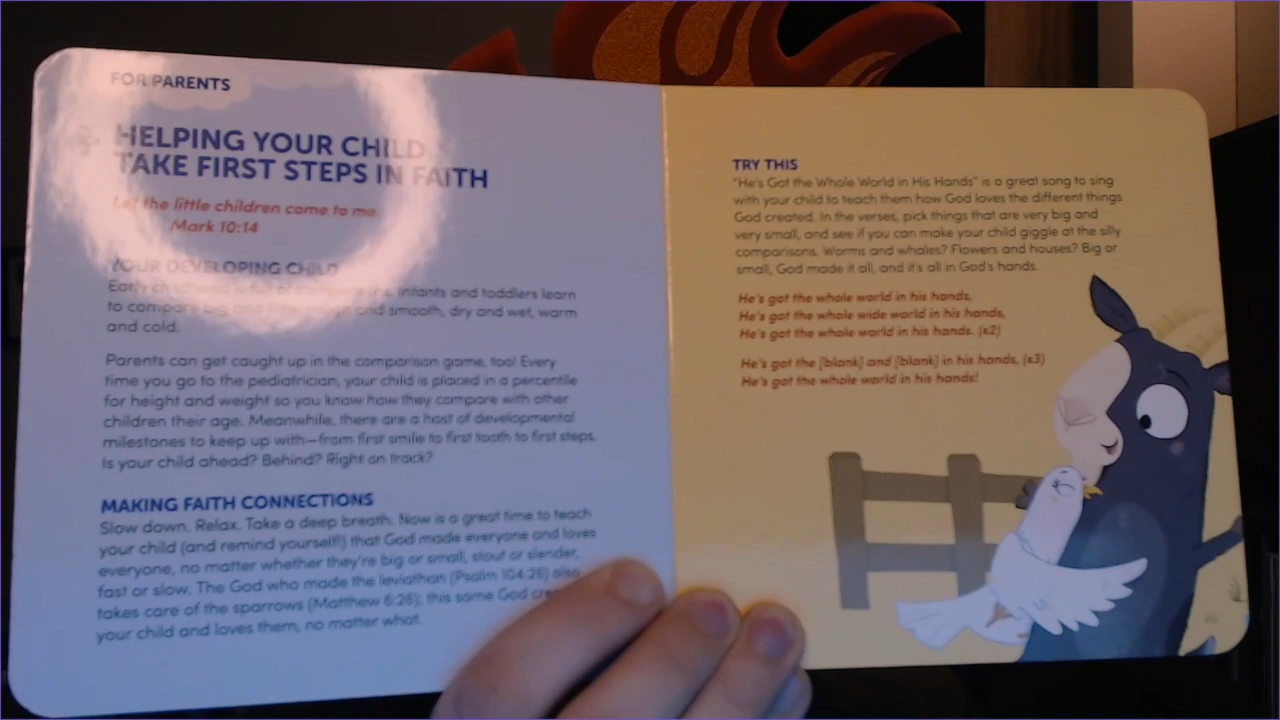 FOR PARENTS
HELPING YOUR CHILD
TAKE FIRST STEPS IN FAITH
Let the little children come to me.
Mark 10:14
YOUR DEVELOPING CHILD
Early childhood is full of Infants and toddlers learn
to compare big and and smooth, dry and wet, warm
and cold.
Parents can get caught up in the comparison game, too! Every
time you go to the pediatrician, your child is placed in a percentile
for height and weight so you know how they compare with other
children their age. Meanwhile, there are a host of developmental
milestones to keep up with—from first smile to first tooth to first steps.
Is your child ahead? Behind? Right on track?
MAKING FAITH CONNECTIONS
Slow down. Relax. Take a deep breath. Now is a great time to teach
your child (and remind yourself!) that God made everyone and loves
everyone, no matter whether they're big or small, stout or slender,
fast or slow. The God who made the leviathan (Psalm 104:26) also
takes care of the sparrows (Matthew 6:26); this same God
your child and loves them, no matter what.
TRY THIS
"He's Got the Whole World in His Hands" is a great song to sing
with your child to teach them how God loves the different things
God created. In the verses, pick things that are very big and
very small, and see if you can make your child giggle at the silly
comparisons. Worms and whales? Flowers and houses? Big or
small, God made it all, and it's all in God's hands.
He's got the whole world in his hands,
He's got the whole wide world in his hands,
He's got the whole world in his hands. (x2)
He's got the [blank] and [blank] in his hands, (x3)
He's got the whole world in his hands!